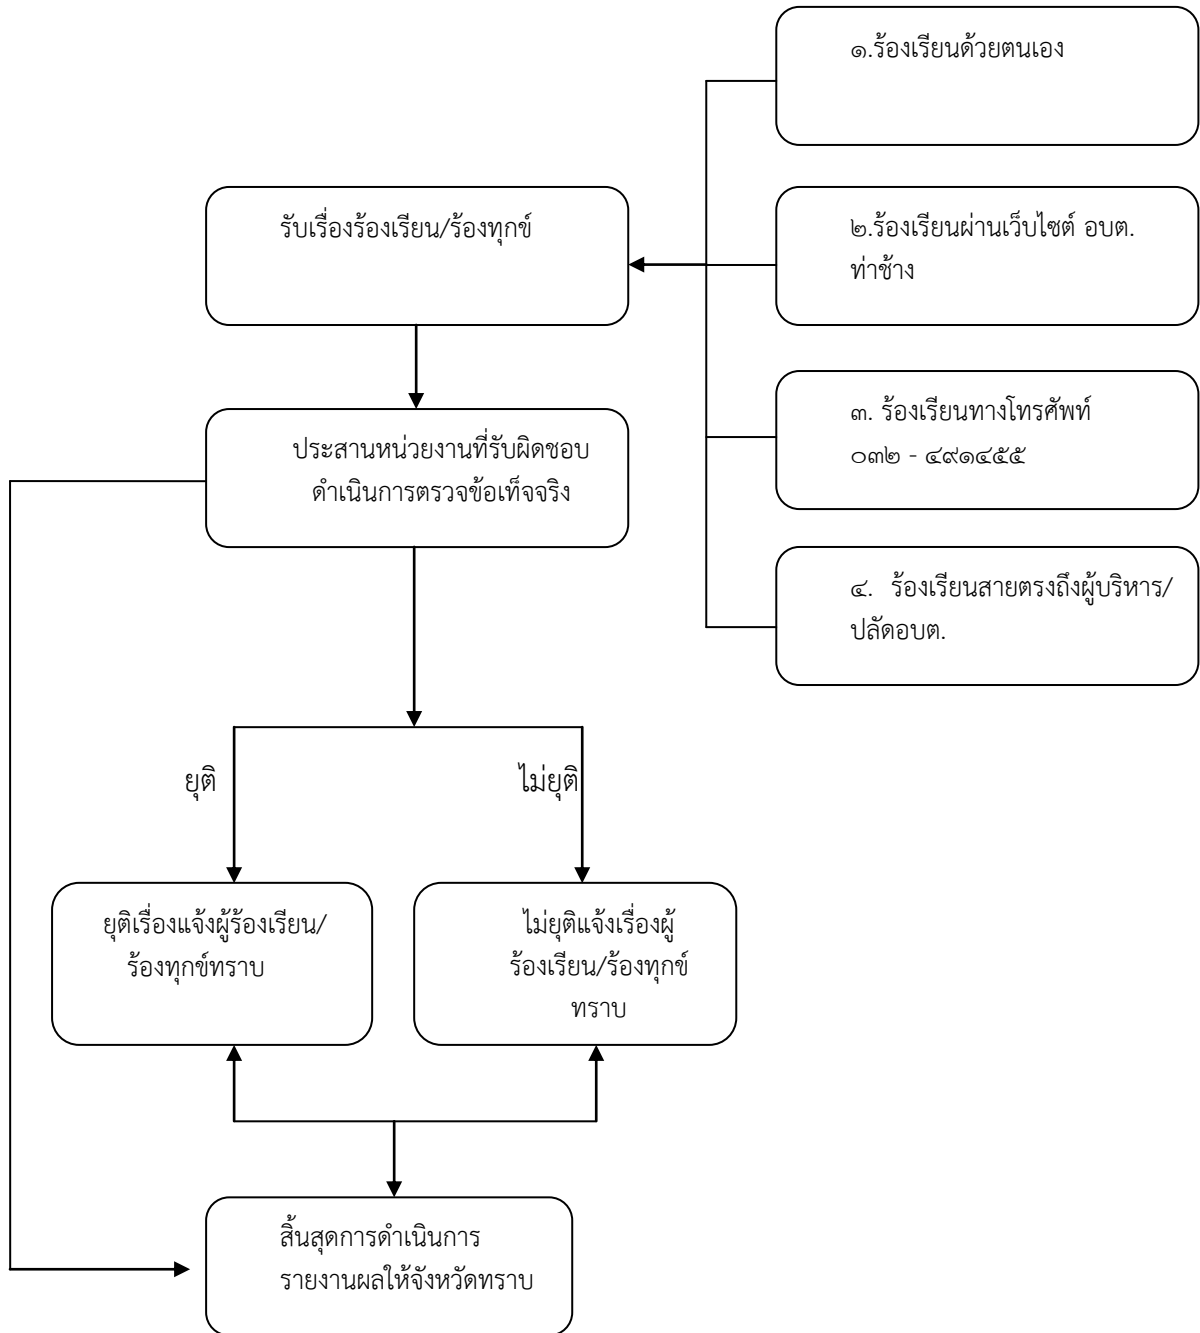 ๑.ร้องเรียนด้วยตนเอง
รับเรื่องร้องเรียน/ร้องทุกข์
๒.ร้องเรียนผ่านเว็บไซต์ อบต.
ท่าช้าง
ประสานหน่วยงานที่รับผิดชอบ
ดำเนินการตรวจข้อเท็จจริง
๓. ร้องเรียนทางโทรศัพท์
๐๓๒ - ๔๙๑๔๕๕
๔. ร้องเรียนสายตรงถึงผู้บริหาร/
ปลัดอบต.
ยุติ
ไม่ยุติ
ยุติเรื่องแจ้งผู้ร้องเรียน/
ร้องทุกข์ทราบ
ไม่ยุติแจ้งเรื่องผู้
ร้องเรียน/ร้องทุกข์
ทราบ
สิ้นสุดการดำเนินการ
รายงานผลให้จังหวัดทราบ